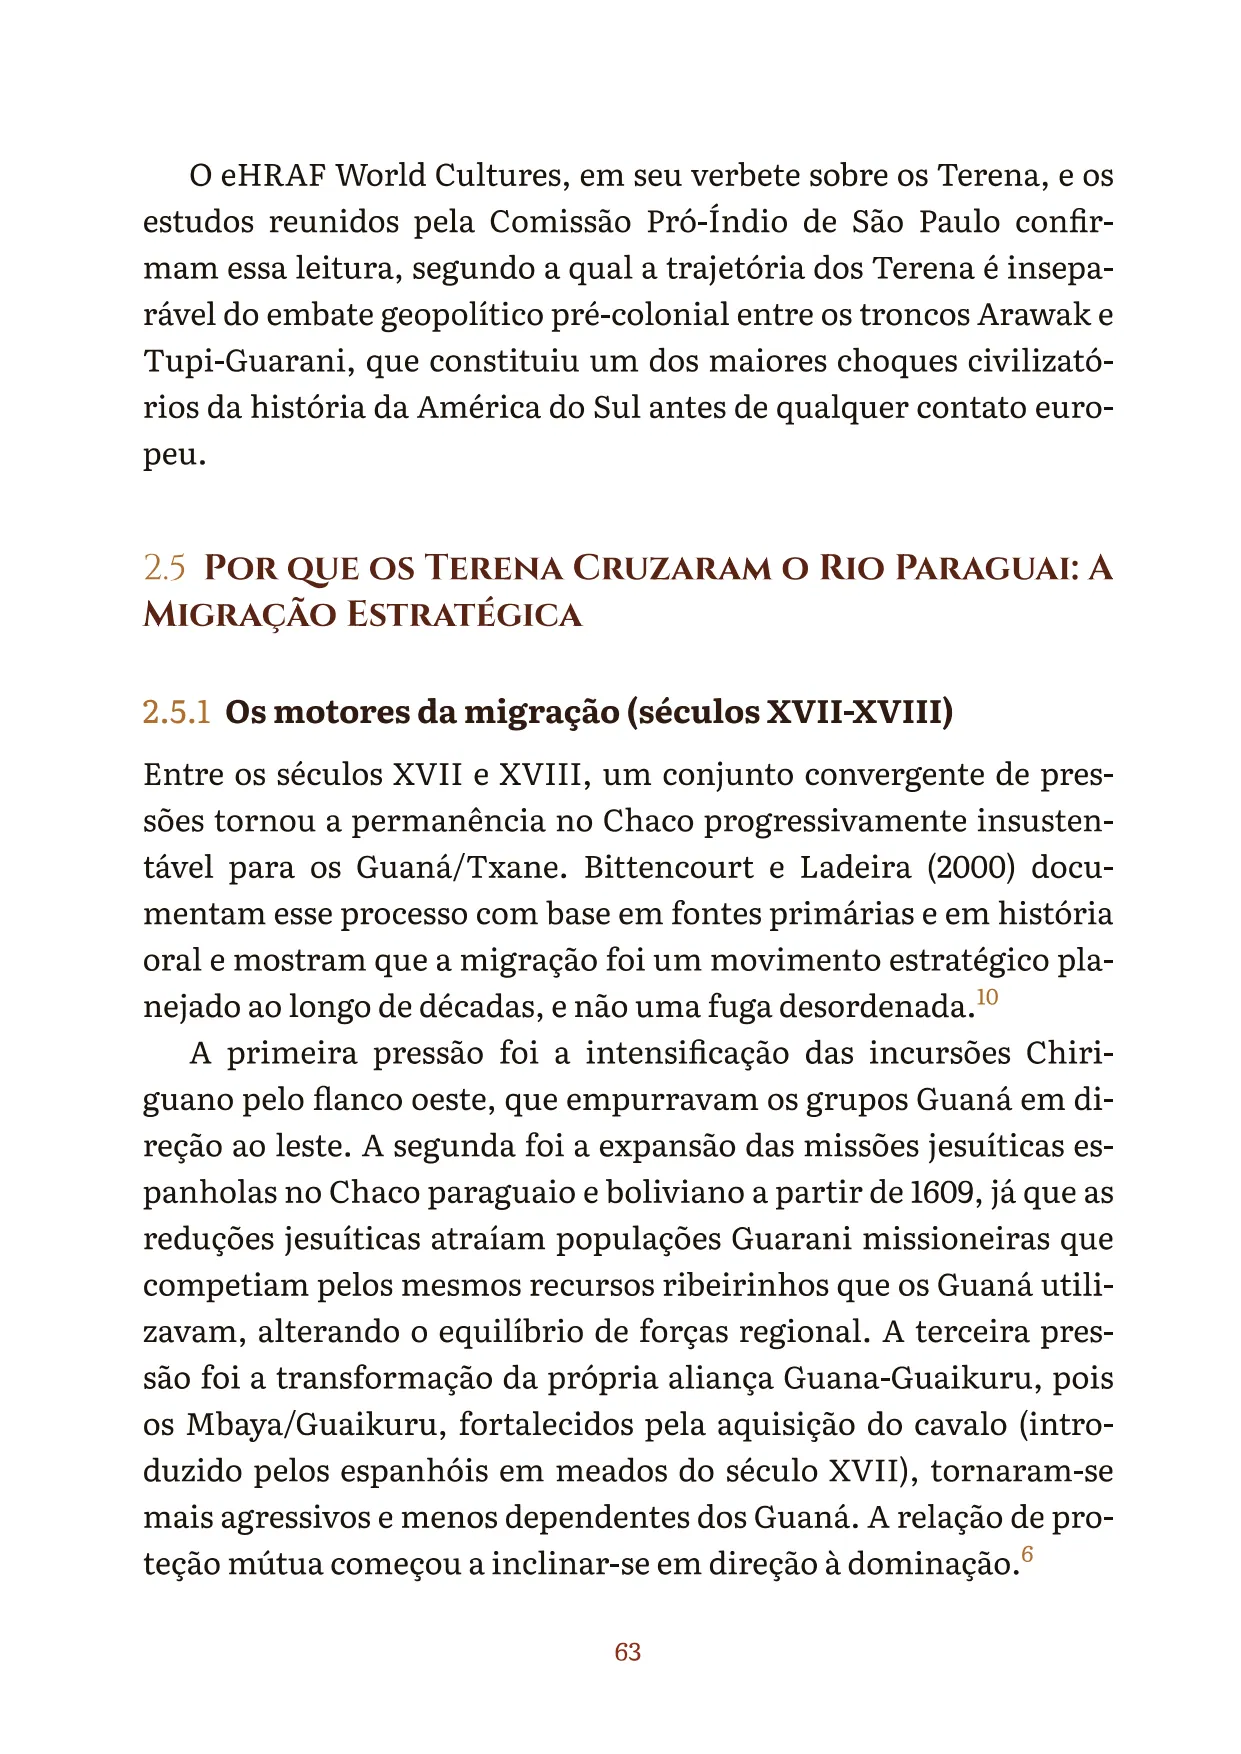 O eHRAF World Cultures, em seu verbete sobre os Terena, e os
estudos reunidos pela Comissão Pró-Índio de São Paulo confir-
mam essa leitura, segundo a qual a trajetória dos Terena é insepa-
rável do embate geopolítico pré-colonial entre os troncos Arawak e
Tupi-Guarani, que constituiu um dos maiores choques civilizató-
rios da história da América do Sul antes de qualquer contato euro-
peu.
2.5 Por que os Terena Cruzaram o Rio Paraguai: A
Migração Estratégica
2.5.1 Os motores da migração (séculos XVII-XVIII)
Entre os séculos XVII e XVIII, um conjunto convergente de pres-
sões tornou a permanência no Chaco progressivamente insusten-
tável para os Guaná/Txane. Bittencourt e Ladeira (2000) docu-
mentam esse processo com base em fontes primárias e em história
oral e mostram que a migração foi um movimento estratégico pla-
nejado ao longo de décadas, e não uma fuga desordenada.10
A primeira pressão foi a intensificação das incursões Chiri-
guano pelo flanco oeste, que empurravam os grupos Guaná em di-
reção ao leste. A segunda foi a expansão das missões jesuíticas es-
panholas no Chaco paraguaio e boliviano a partir de 1609, já que as
reduções jesuíticas atraíam populações Guarani missioneiras que
competiam pelos mesmos recursos ribeirinhos que os Guaná utili-
zavam, alterando o equilíbrio de forças regional. A terceira pres-
são foi a transformação da própria aliança Guana-Guaikuru, pois
os Mbaya/Guaikuru, fortalecidos pela aquisição do cavalo (intro-
duzido pelos espanhóis em meados do século XVII), tornaram-se
mais agressivos e menos dependentes dos Guaná. A relação de pro-
teção mútua começou a inclinar-se em direção à dominação.6
63